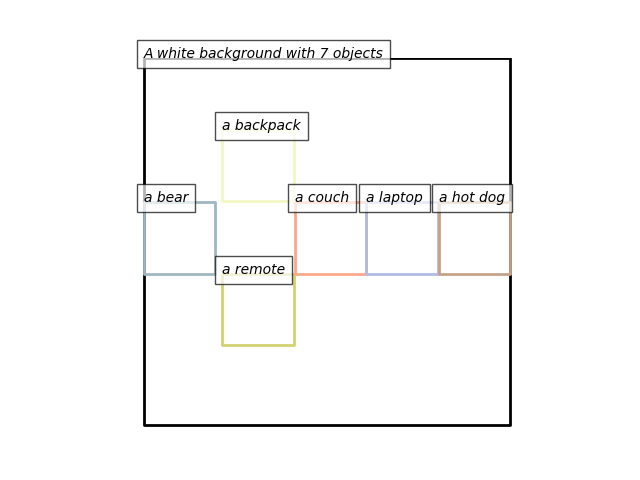 A white background with 7 objects
a backpack
a bear
a couch
a laptop
a hot dog
a remote